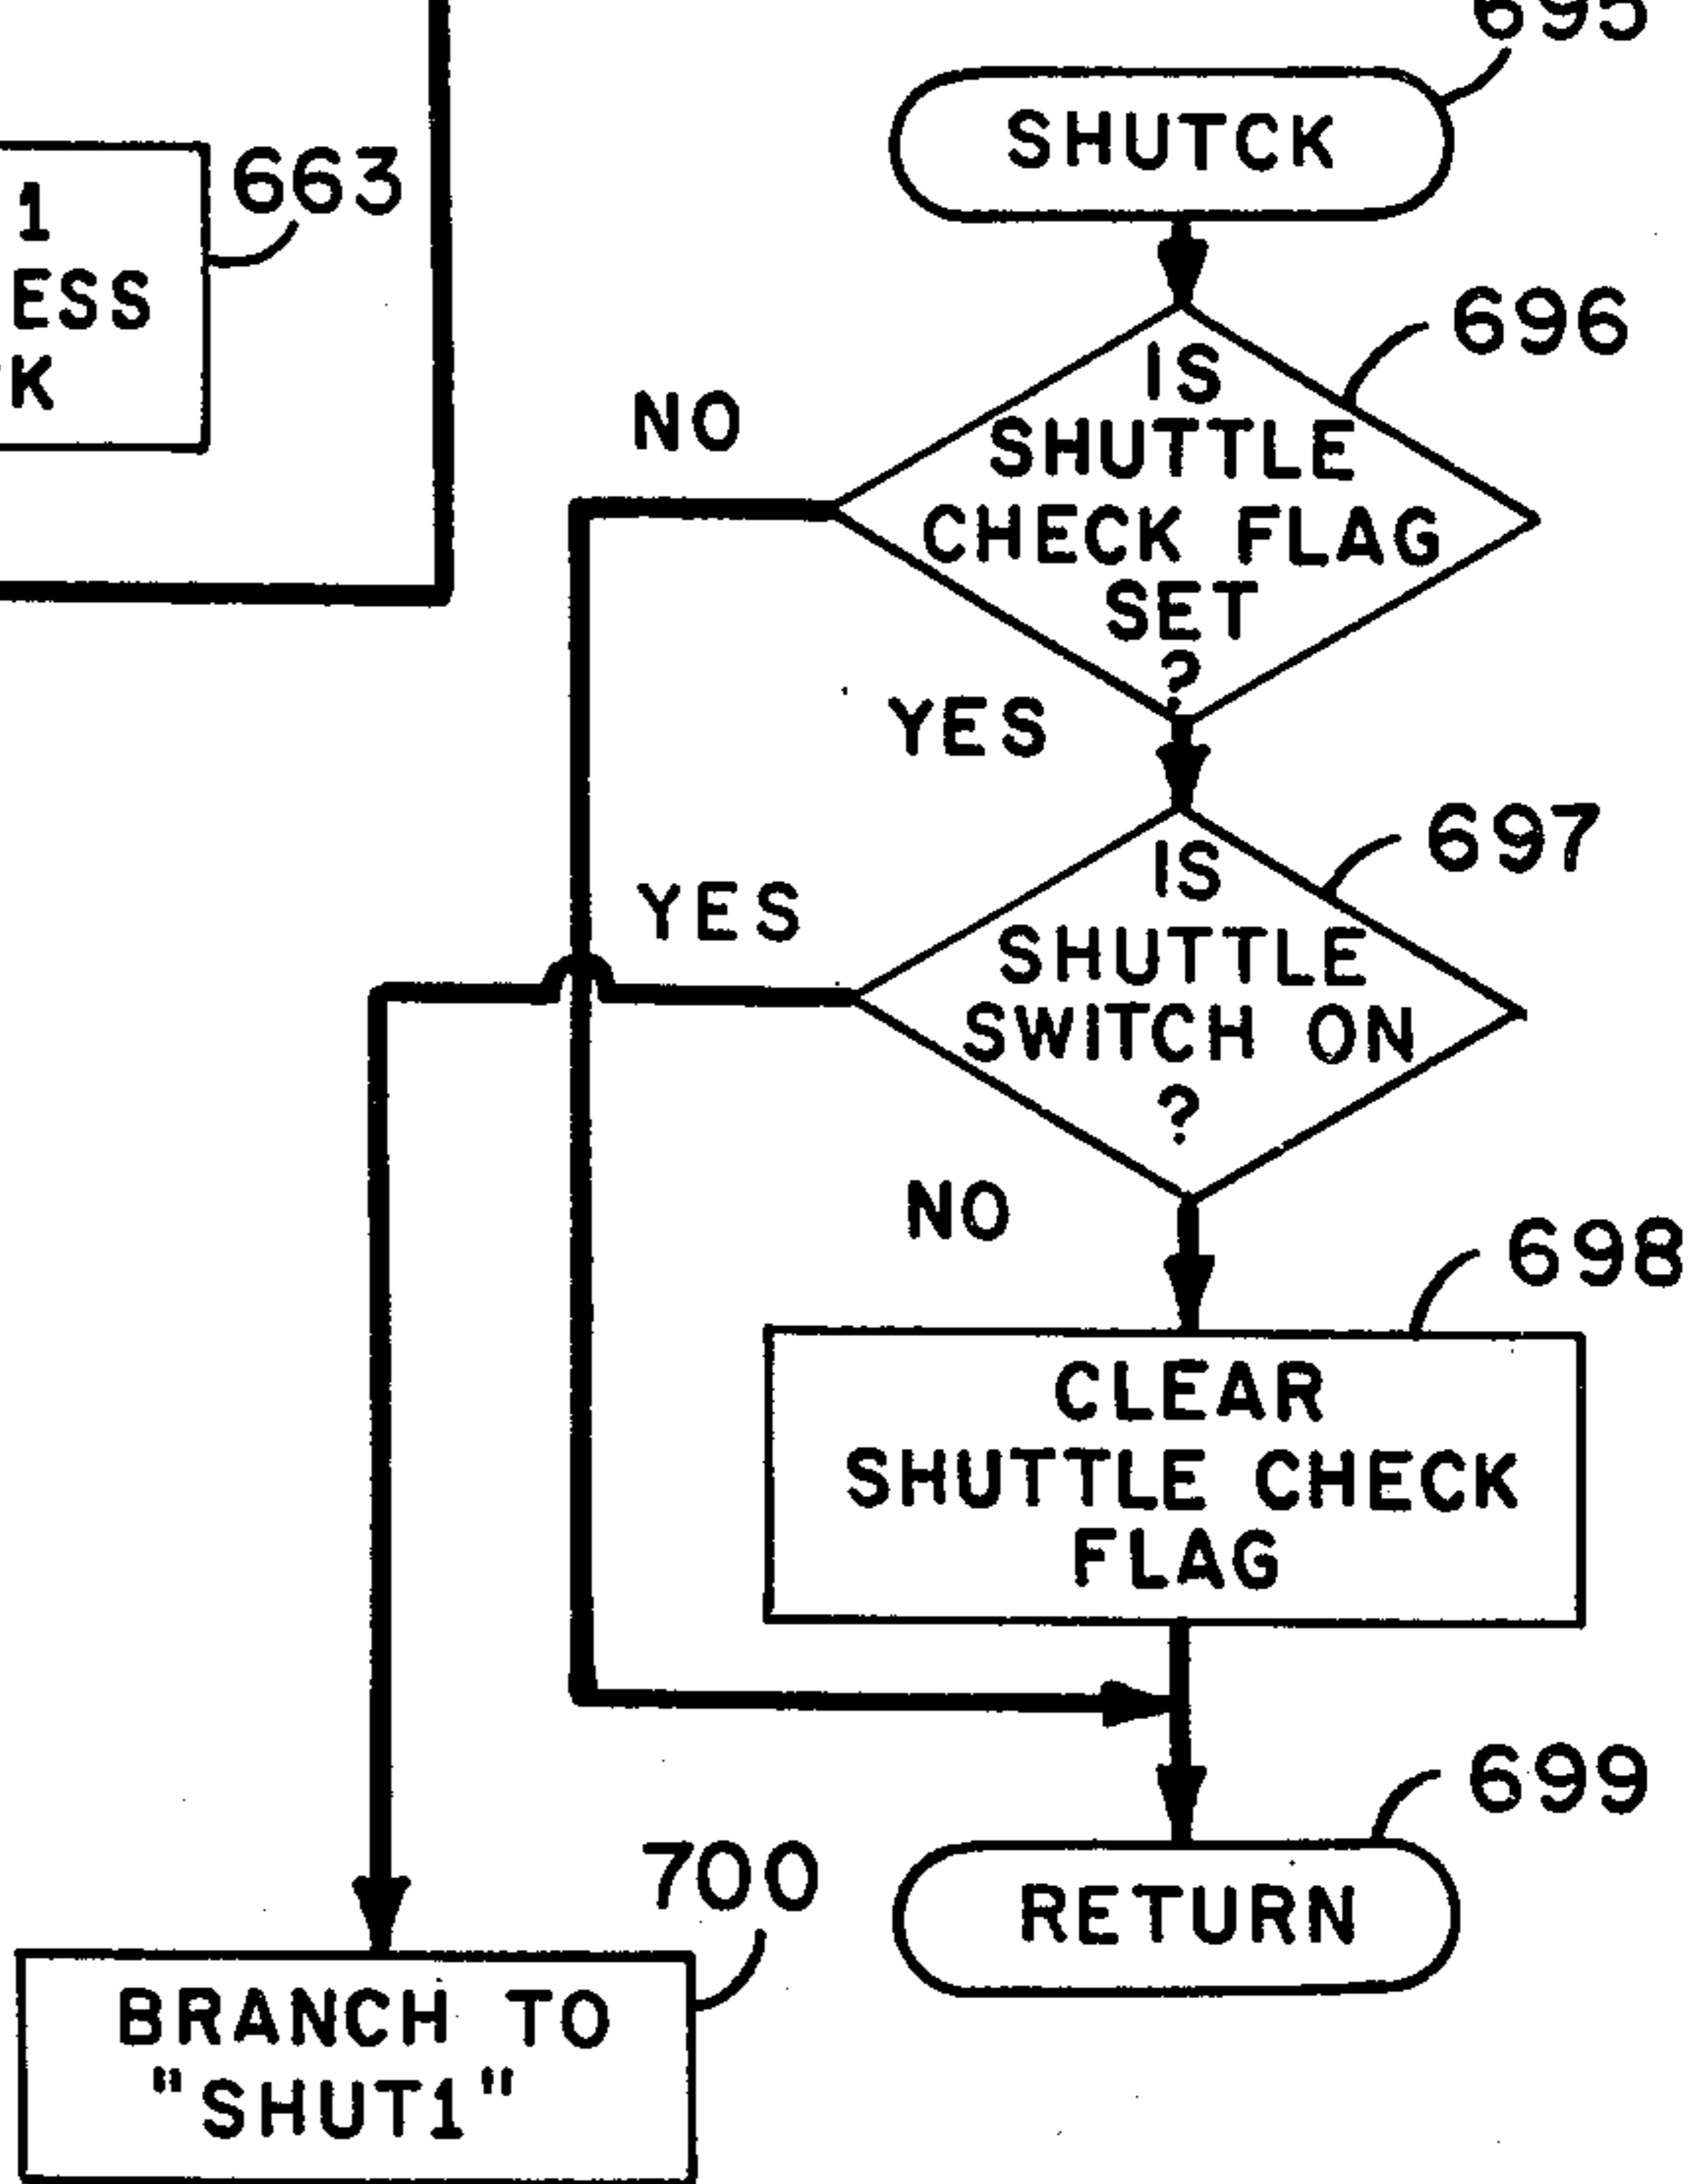 695
SHUTCK
663
1
ESS
K
696
IS
SHUTTLE
CHECK FLAG
SET
?
NO
YES
697
IS
SHUTTLE
SWITCH ON
?
YES
NO
698
CLEAR
SHUTTLE CHECK
FLAG
699
RETURN
700
BRANCH TO
"SHUT1"